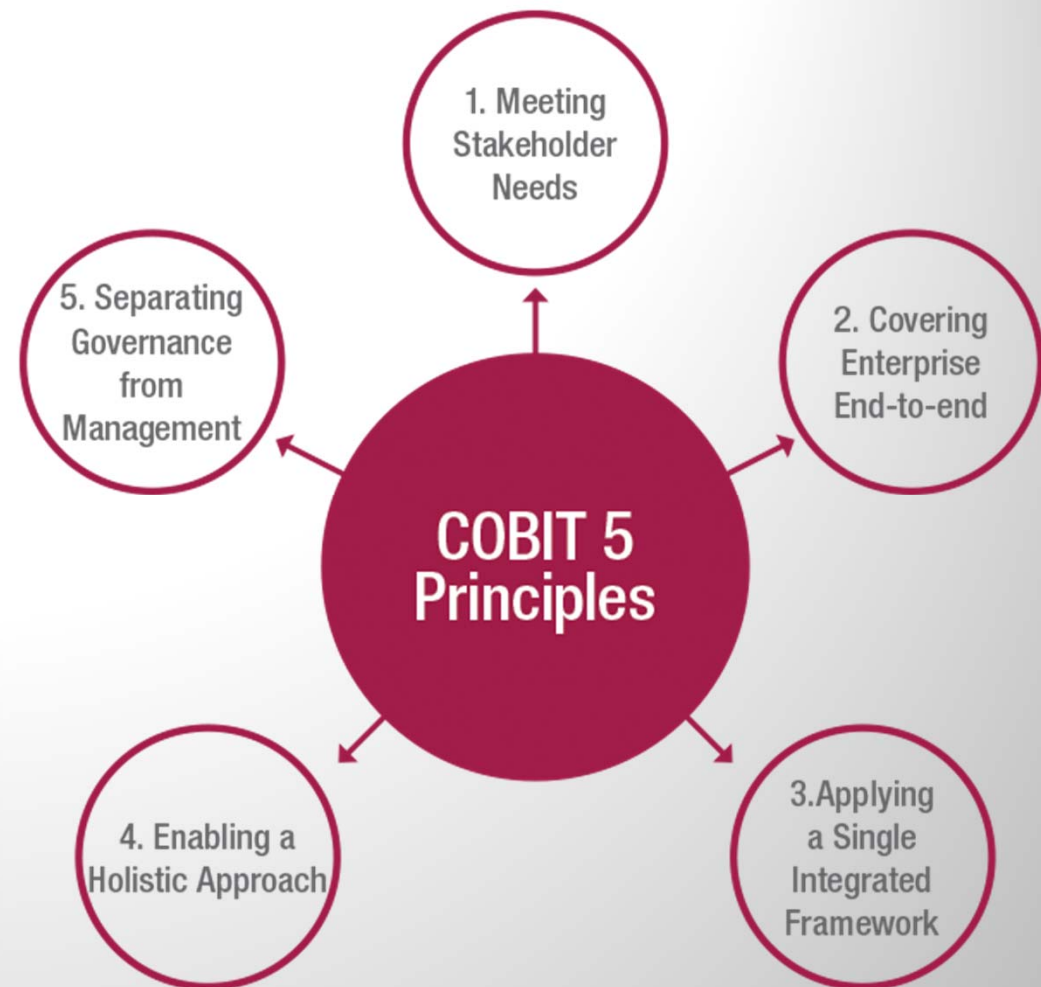 1. Meeting
Stakeholder
Needs
2. Covering
Enterprise
End-to-end
3.Applying
a Single
Integrated
Framework
4. Enabling a
Holistic Approach
5. Separating
Governance
from
Management
COBIT 5
Principles